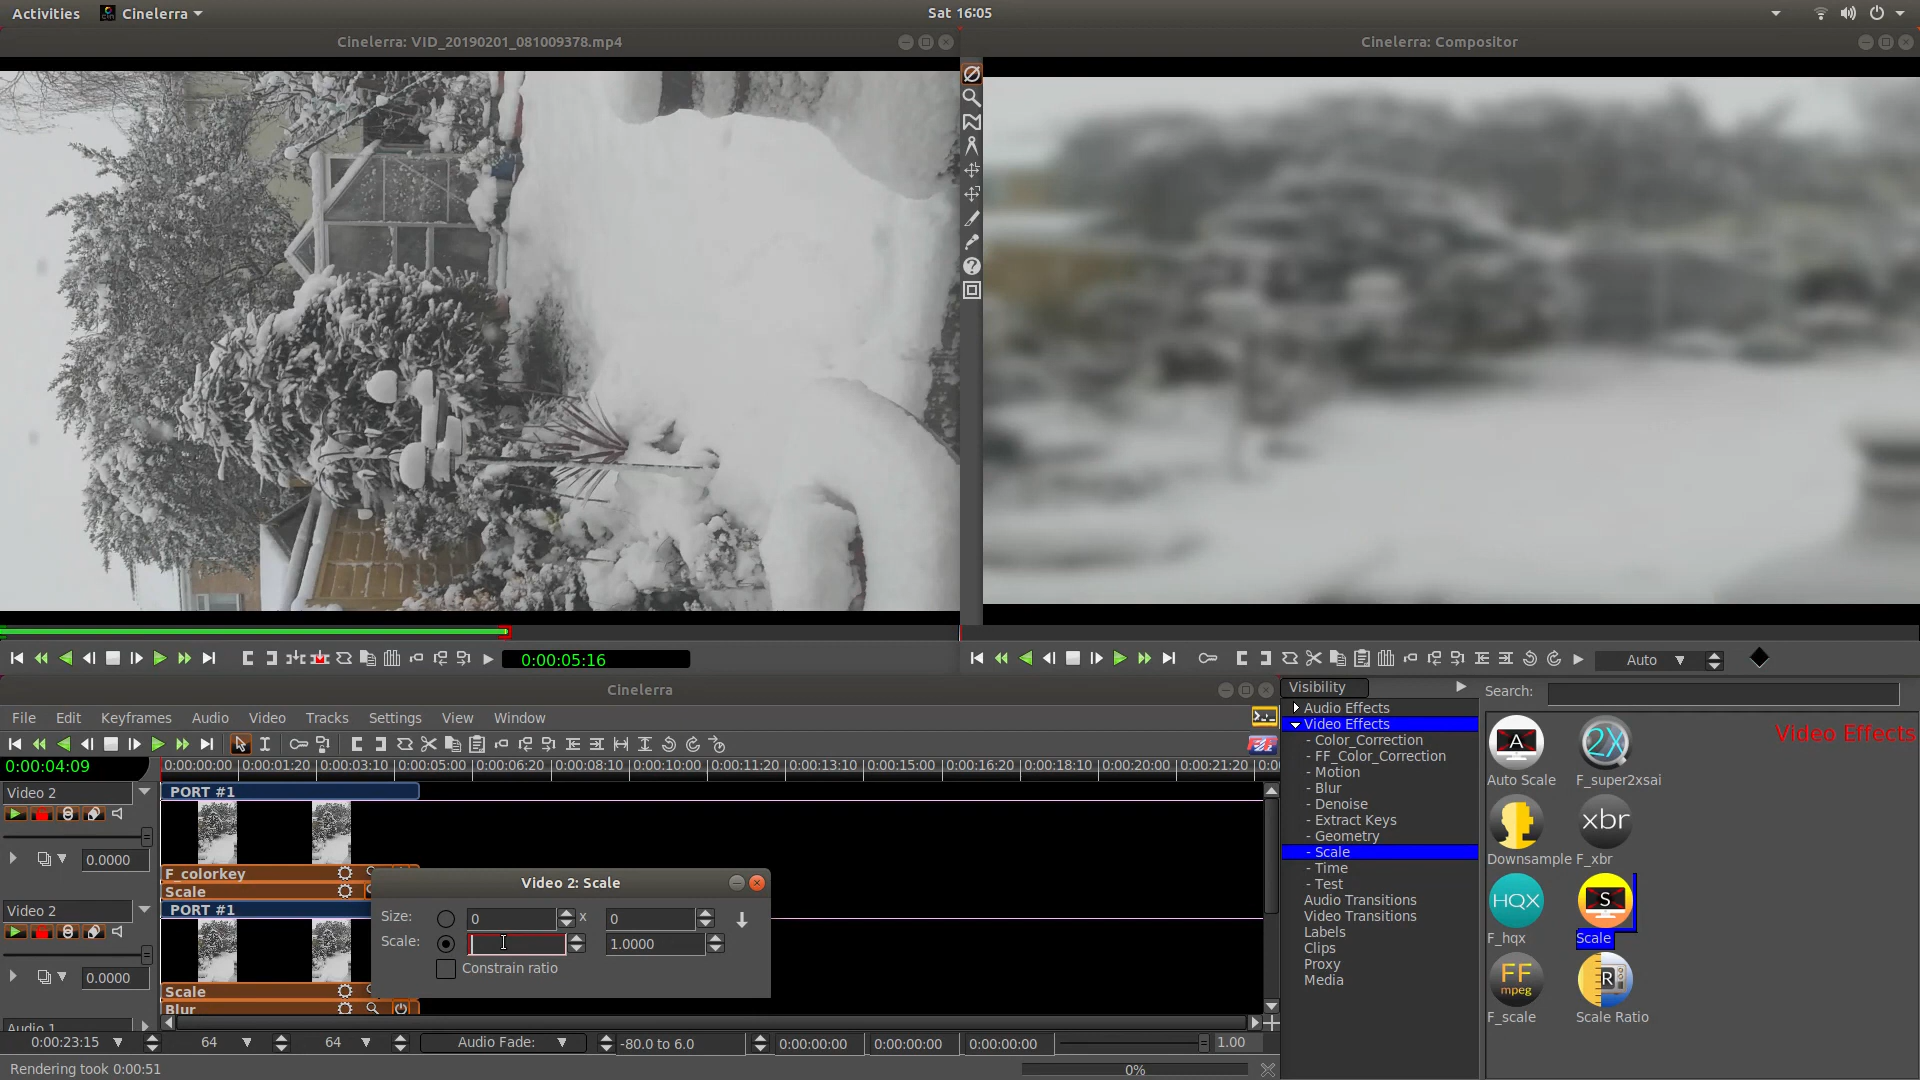 Activities Cinelerra Sat 16:05
Cinelerra: VID_20190201_081009378.mp4
Cinelerra: Compositor
0:00:05:16
Auto
Cinelerra
File Edit Keyframes Audio Video Tracks Settings View Window
0:00:04:09
0:00:00:00 0:00:01:20 0:00:03:10 0:00:05:00 0:00:06:20 0:00:08:10 0:00:10:00 0:00:11:20 0:00:13:10 0:00:15:00 0:00:16:20 0:00:18:10 0:00:20:00 0:00:21:20
Video 2
PORT #1
0.0000
F_colorkey
Scale
Video 2
PORT #1
0.0000
Scale
Blur
Audio 1
Video 2: Scale
Size: 0 x 0
Scale: 1.0000
Constrain ratio
0:00:23:15 64 64 Audio Fade: -80.0 to 6.0 0:00:00:00 0:00:00:00 0:00:00:00 1.00
Rendering took 0:00:51
0%
Visibility
Audio Effects
Video Effects
- Color_Correction
- FF_Color_Correction
- Motion
- Blur
- Denoise
- Extract Keys
- Geometry
- Scale
- Time
- Test
Audio Transitions
Video Transitions
Labels
Clips
Proxy
Media
Search:
Video Effects
A
Auto Scale
2X
F_super2xsai
Downsample
xbr
F_xbr
HQX
F_hqx
S
Scale
FF
mpeg
F_scale
R
Scale Ratio